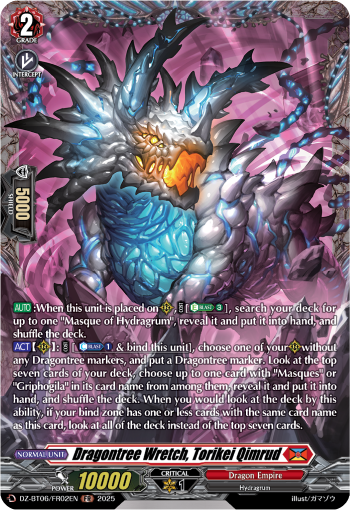 2
GRADE
INTERCEPT
5000
SHIELD
AUTO:When this unit is placed on [C BLAST 3], search your deck for
up to one "Masque of Hydragrum", reveal it and put it into hand, and
shuffle the deck.
ACT[]: [C BLAST 1 & bind this unit], choose one of your without
any Dragontree markers, and put a Dragontree marker. Look at the top
seven cards of your deck, choose up to one card with "Masques" or
"Griphogila" in its card name from among them, reveal it and put it into
hand, and shuffle the deck. When you would look at the deck by this
ability, if your bind zone has one or less cards with the same card name
as this card, look at all of the deck instead of the top seven cards.
NORMAL UNIT Dragontree Wretch, Torikei Qimrud
POWER 10000 CRITICAL 1 Dragon Empire
Hydragrum
DZ-BT06/FR02EN FR 2025 illust/ガマゾウ